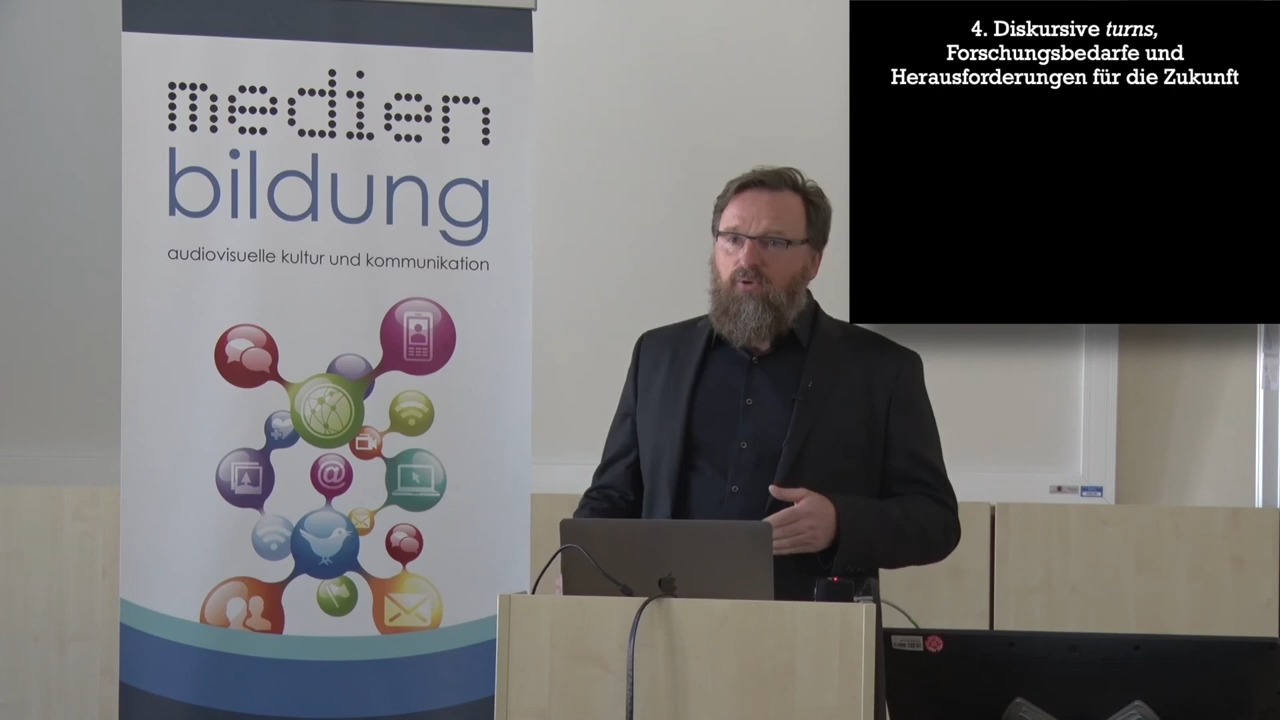 medien
bildung
audiovisuelle kultur und kommunikation
@
4. Diskursive turns,
Forschungsbedarfe und
Herausforderungen für die Zukunft